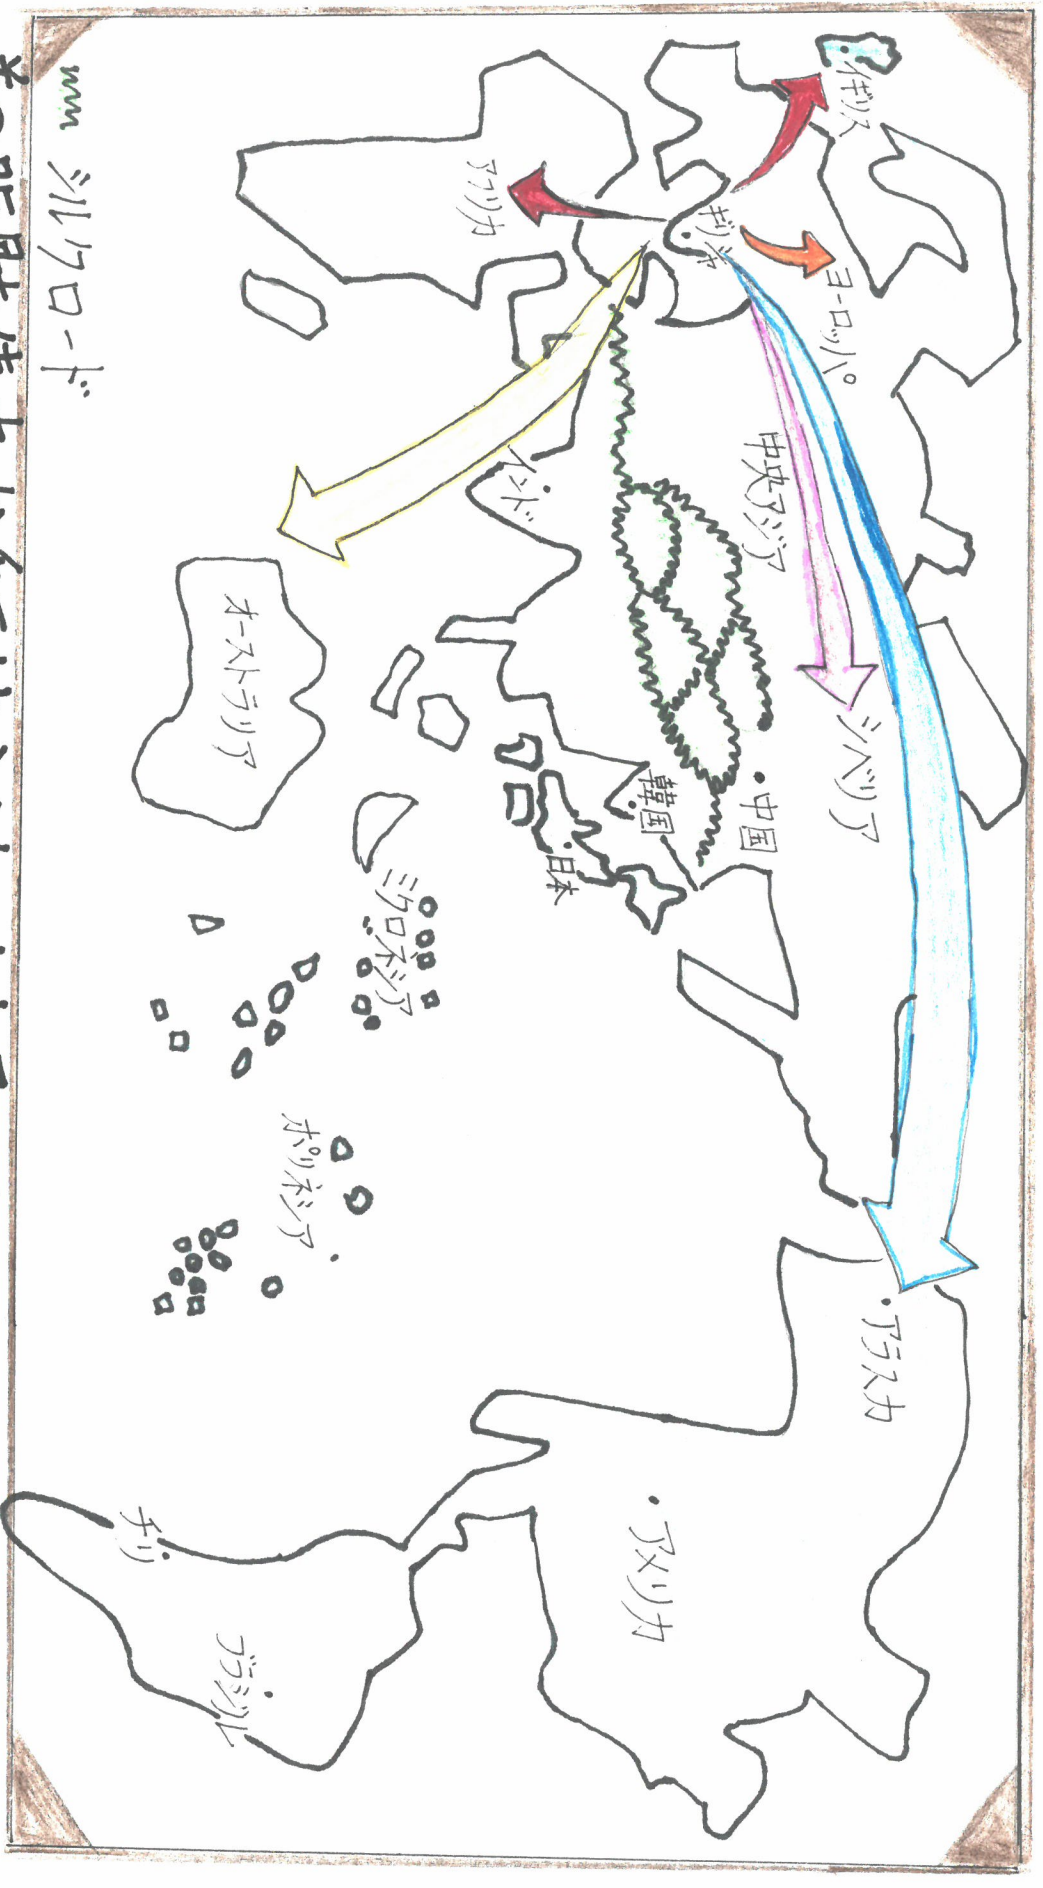 イギリス
ヨーロッパ
ギリシャ
アフリカ
中央アジア
シベリア
インド
中国
韓国
日本
オーストラリア
ミクロネシア
ポリネシア
アラスカ
アメリカ
チリ
ブラジル
シルクロード